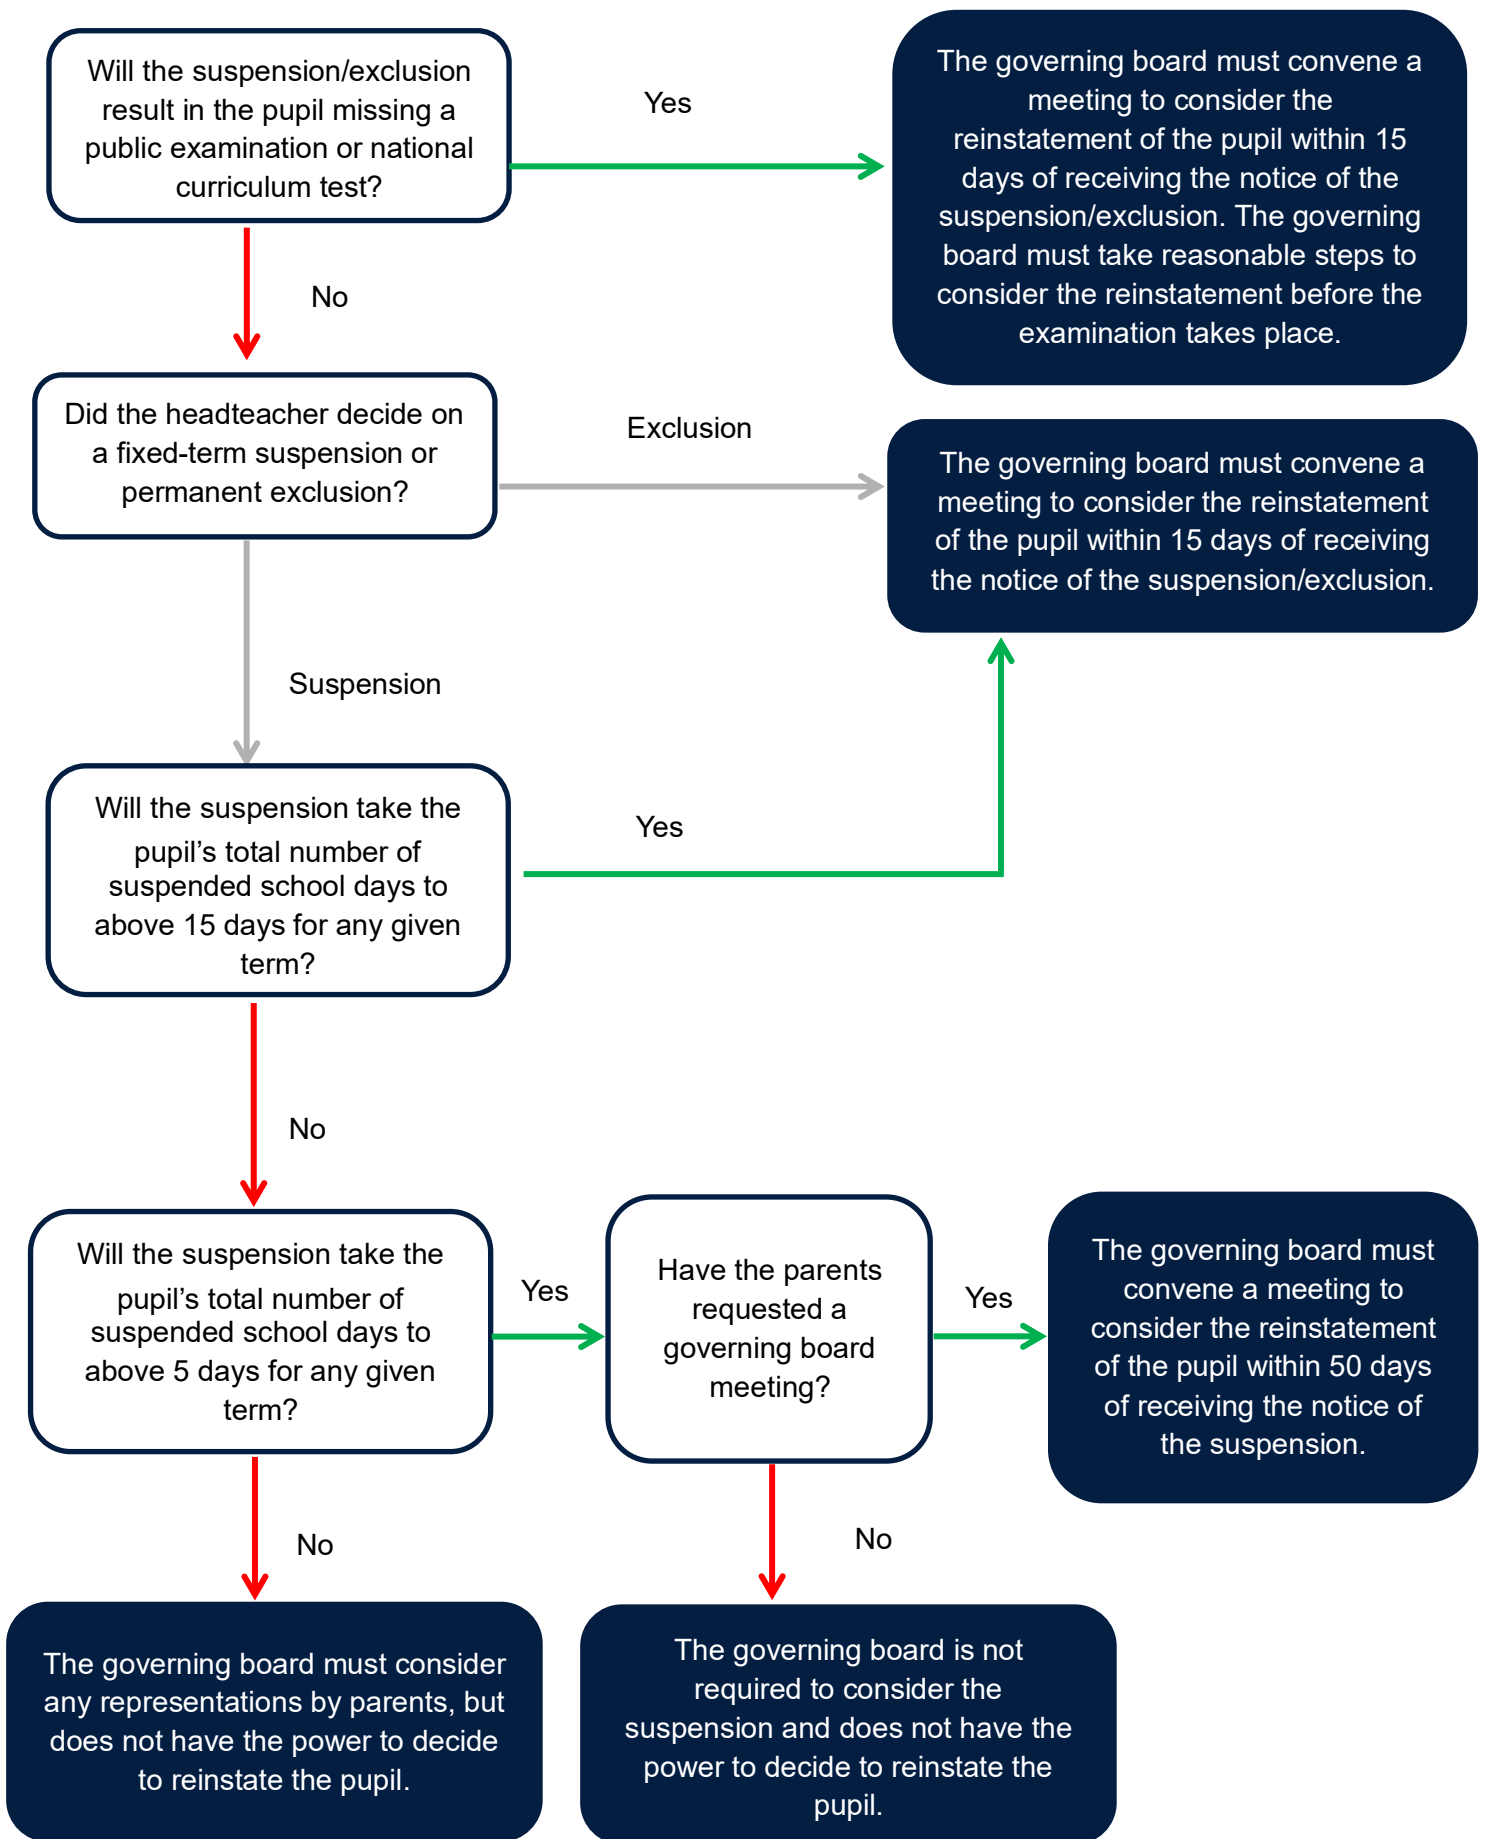 Will the suspension/exclusion
result in the pupil missing a
public examination or national
curriculum test?
Yes
The governing board must convene a
meeting to consider the
reinstatement of the pupil within 15
days of receiving the notice of the
suspension/exclusion. The governing
board must take reasonable steps to
consider the reinstatement before the
examination takes place.
No
Did the headteacher decide on
a fixed-term suspension or
permanent exclusion?
Exclusion
The governing board must convene a
meeting to consider the reinstatement
of the pupil within 15 days of receiving
the notice of the suspension/exclusion.
Suspension
Will the suspension take the
pupil’s total number of
suspended school days to
above 15 days for any given
term?
Yes
No
Will the suspension take the
pupil’s total number of
suspended school days to
above 5 days for any given
term?
Yes
Have the parents
requested a
governing board
meeting?
Yes
The governing board must
convene a meeting to
consider the reinstatement
of the pupil within 50 days
of receiving the notice of
the suspension.
No
No
The governing board must consider
any representations by parents, but
does not have the power to decide
to reinstate the pupil.
The governing board is not
required to consider the
suspension and does not have the
power to decide to reinstate the
pupil.